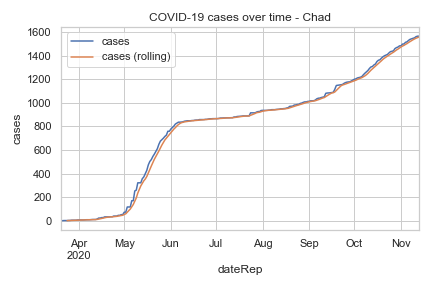 COVID-19 cases over time - Chad
cases
cases (rolling)
1600
1400
1200
1000
800
600
400
200
0
cases
Apr May Jun Jul Aug Sep Oct Nov
2020
dateRep